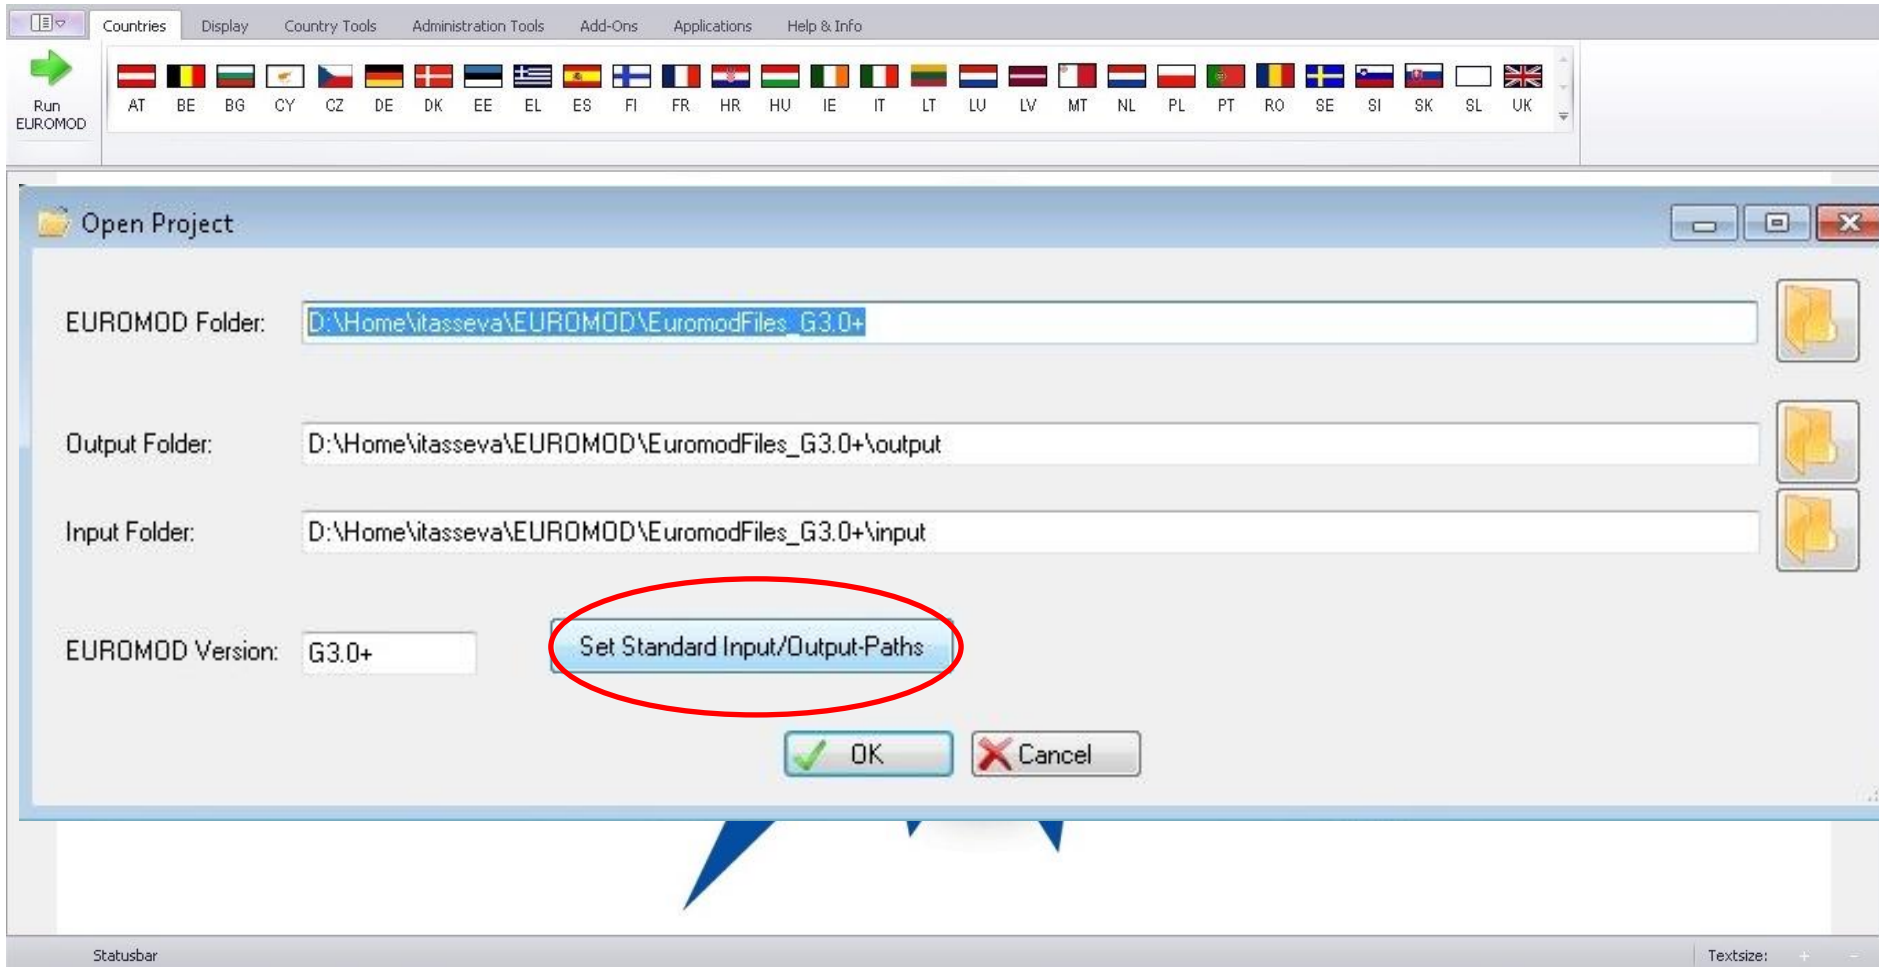 Countries Display Country Tools Administration Tools Add-Ons Applications Help & Info
Run
EUROMOD
AT BE BG CY CZ DE DK EE EL ES FI FR HR HU IE IT LT LU LV MT NL PL PT RO SE SI SK SL UK
Open Project
EUROMOD Folder: D:\Home\itasseva\EUROMOD\EuromodFiles_G3.0+
Output Folder: D:\Home\itasseva\EUROMOD\EuromodFiles_G3.0+\output
Input Folder: D:\Home\itasseva\EUROMOD\EuromodFiles_G3.0+\input
EUROMOD Version: G3.0+ Set Standard Input/Output-Paths
OK Cancel
Statusbar Textsize: + -